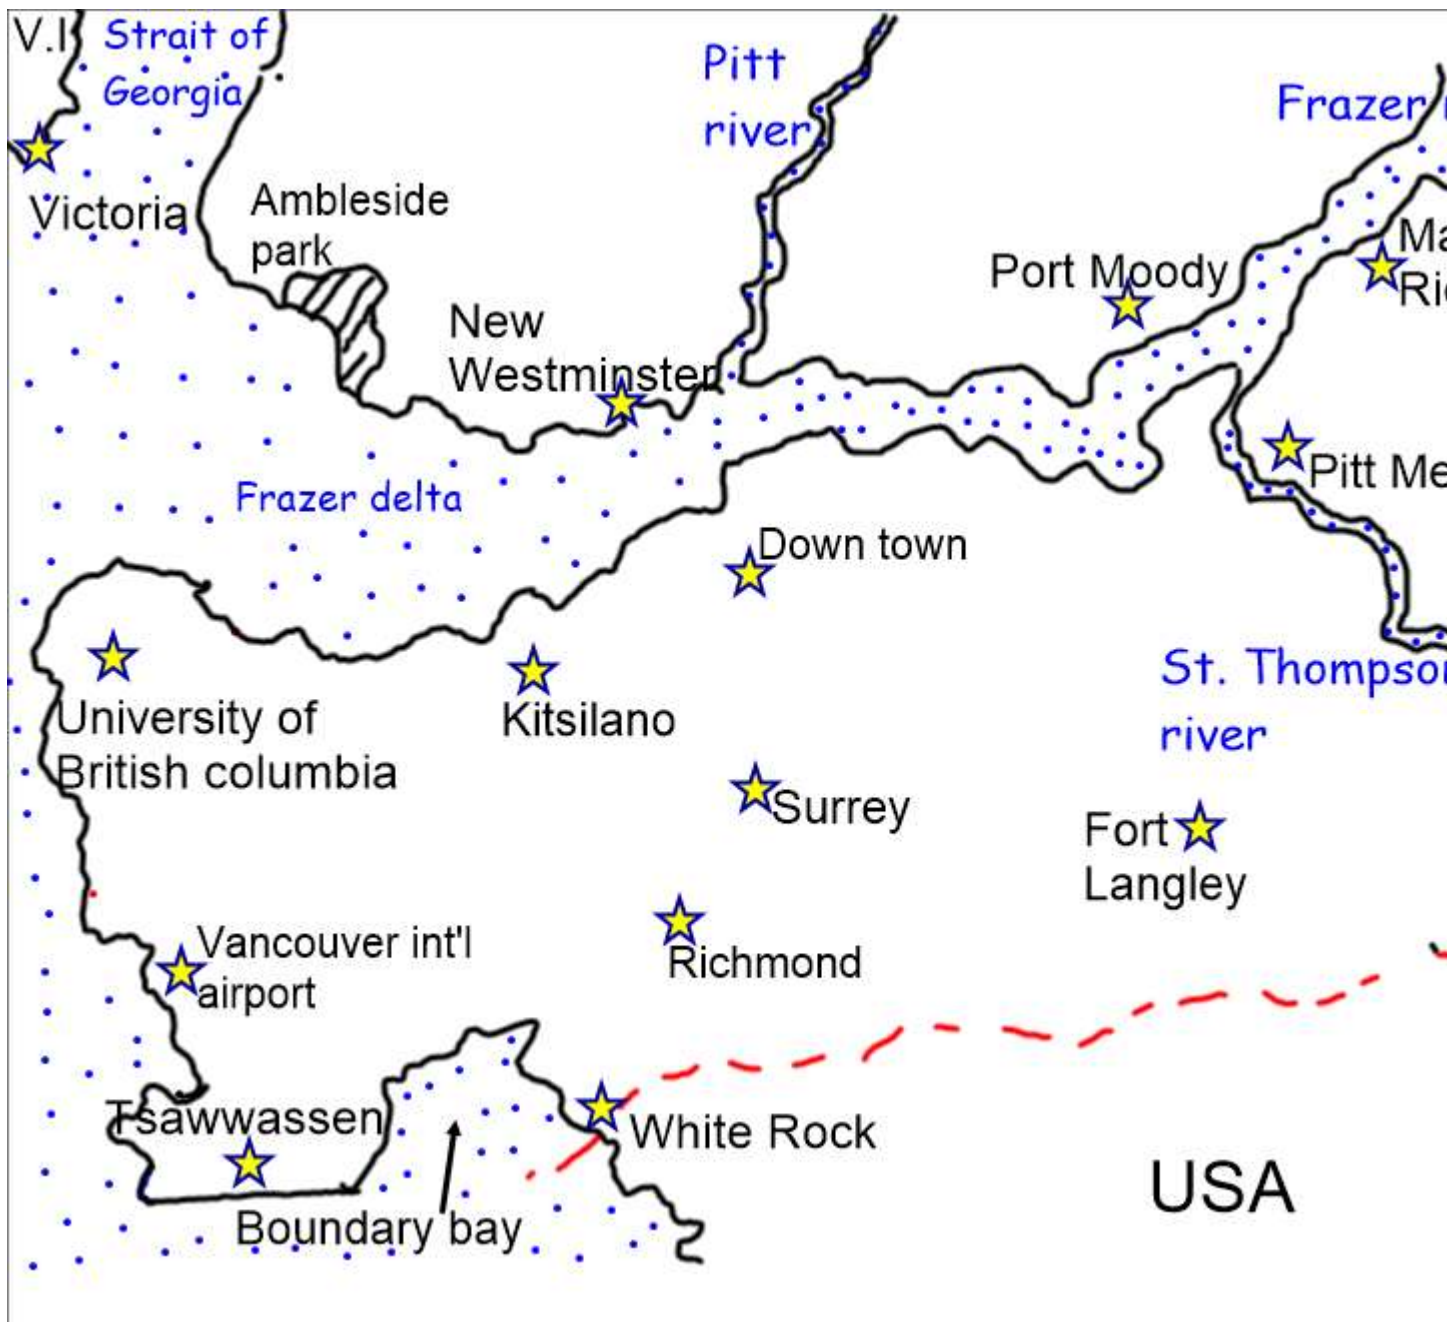 V.I
Strait of
Georgia
Pitt
river
Frazer
Victoria
Ambleside
park
Port Moody
New
Westminster
Frazer delta
Down town
Pitt
University of
British columbia
Kitsilano
St. Thompson
river
Surrey
Fort
Langley
Vancouver int'l
airport
Richmond
Tsawwassen
White Rock
Boundary bay
USA